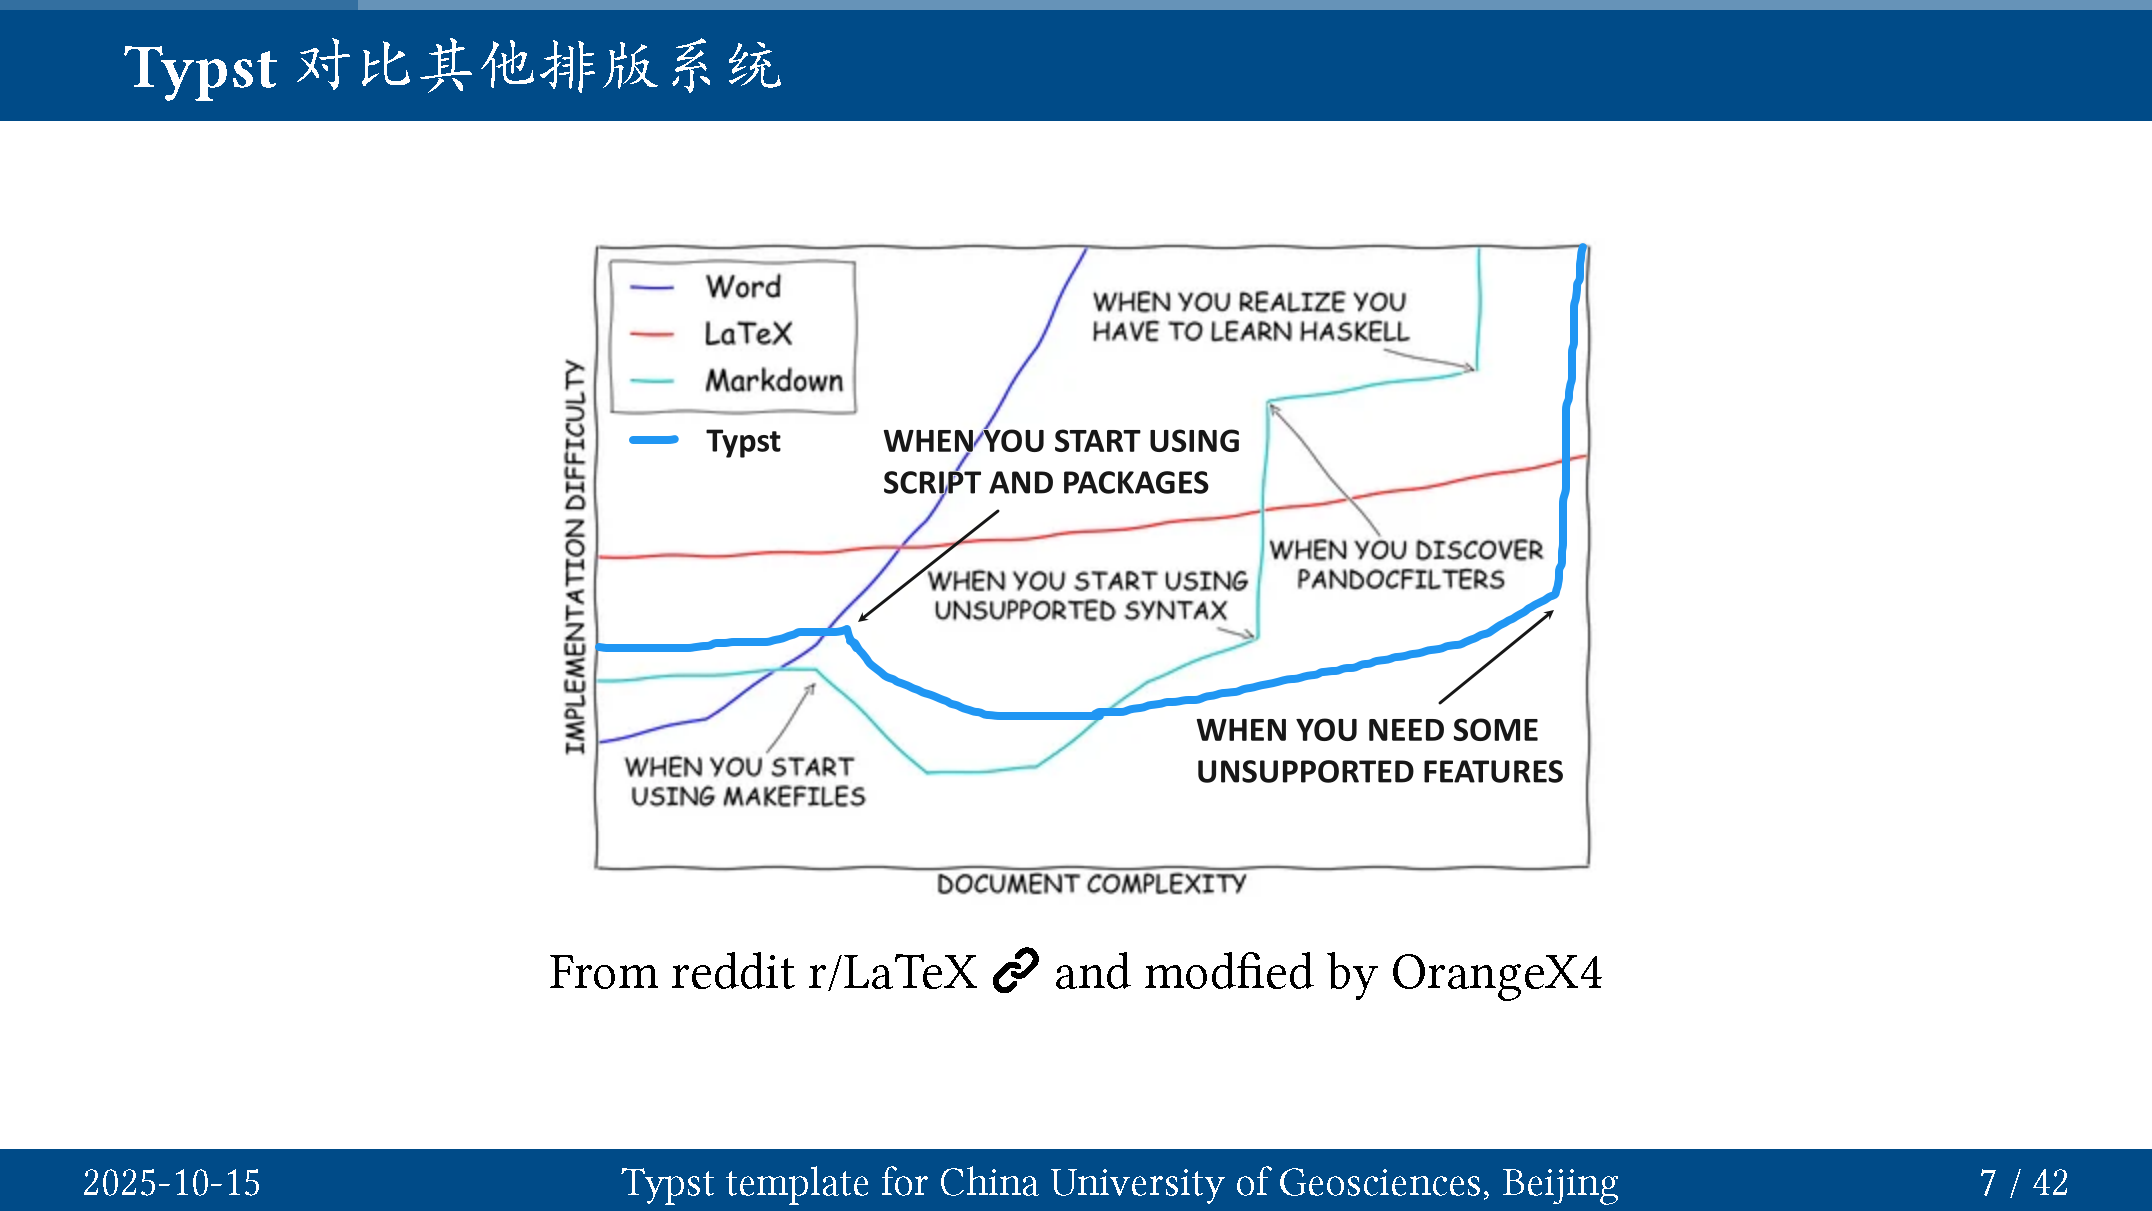 Typst 对比其他排版系统
Word
LaTeX
Markdown
Typst
WHEN YOU REALIZE YOU
HAVE TO LEARN HASKELL
WHEN YOU START USING
SCRIPT AND PACKAGES
WHEN YOU DISCOVER
PANDOCFILTERS
WHEN YOU START USING
UNSUPPORTED SYNTAX
WHEN YOU NEED SOME
UNSUPPORTED FEATURES
WHEN YOU START
USING MAKEFILES
IMPLEMENTATION DIFFICULTY
DOCUMENT COMPLEXITY
From reddit r/LaTeX and modfied by OrangeX4
2025-10-15
Typst template for China University of Geosciences, Beijing
7 / 42